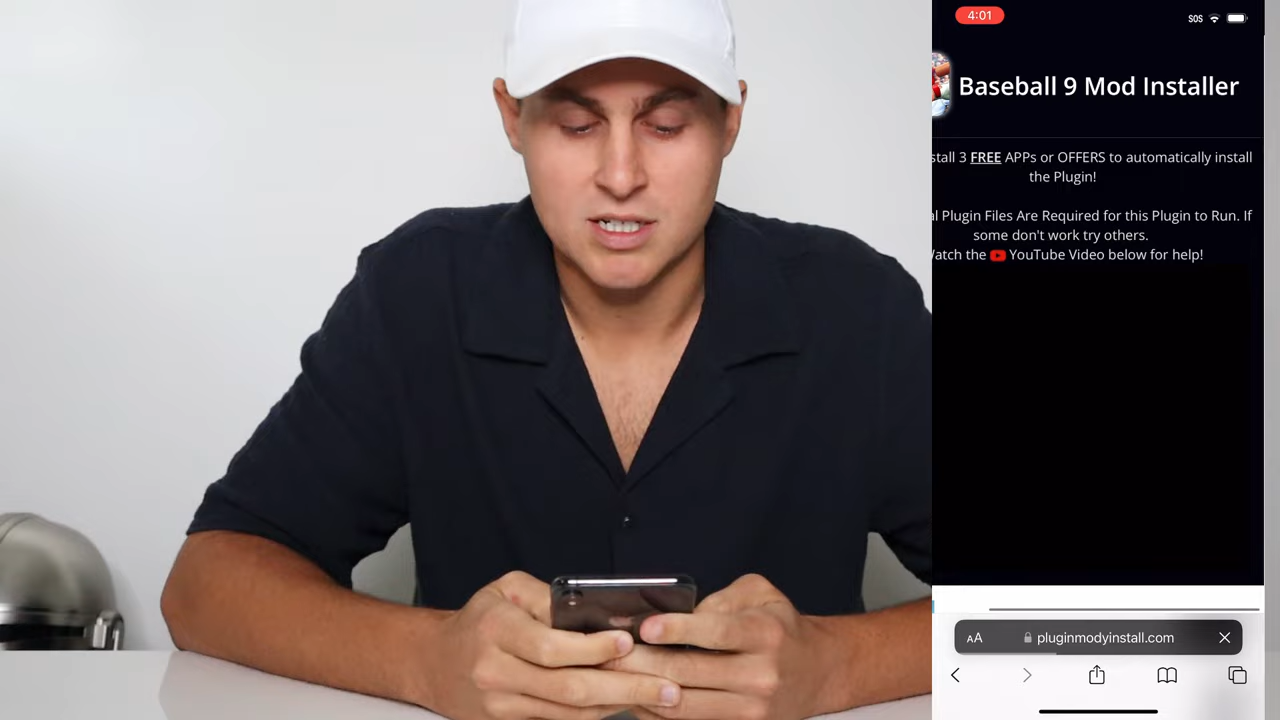 4:01
SOS
Baseball 9 Mod Installer
stall 3 FREE APPs or OFFERS to automatically install
the Plugin!
al Plugin Files Are Required for this Plugin to Run. If
some don't work try others.
Watch the YouTube Video below for help!
AA
pluginmodyinstall.com